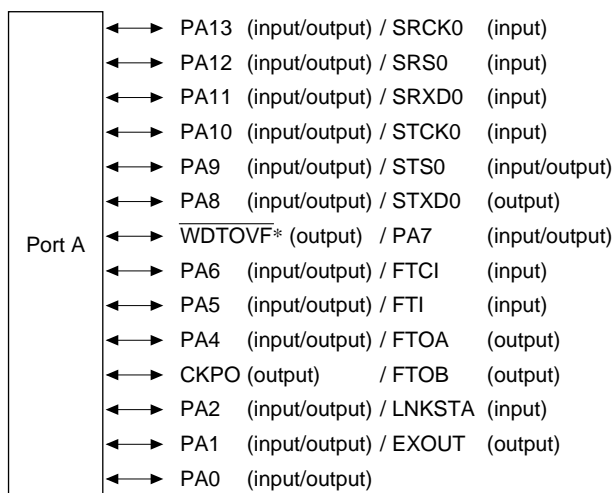 PA13 (input/output) / SRCK0 (input)
PA12 (input/output) / SRS0 (input)
PA11 (input/output) / SRXD0 (input)
PA10 (input/output) / STCK0 (input)
PA9 (input/output) / STS0 (input/output)
PA8 (input/output) / STXD0 (output)
Port A
WDTOVF* (output) / PA7 (input/output)
PA6 (input/output) / FTCI (input)
PA5 (input/output) / FTI (input)
PA4 (input/output) / FTOA (output)
CKPO (output) / FTOB (output)
PA2 (input/output) / LNKSTA (input)
PA1 (input/output) / EXOUT (output)
PA0 (input/output)